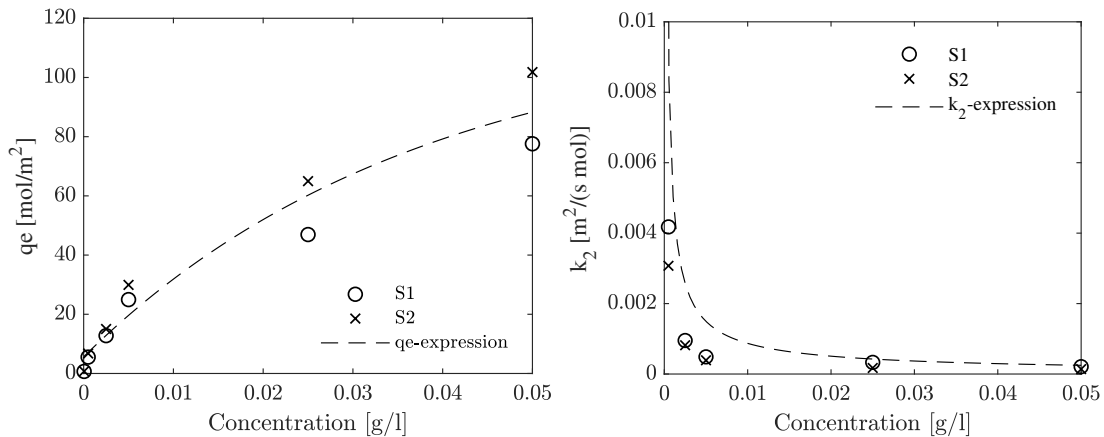 120
100
80
60
40
20
0
qe [mol/m²]
S1
S2
qe-expression
0 0.01 0.02 0.03 0.04 0.05
Concentration [g/l]
0.01
0.008
0.006
0.004
0.002
0
k₂ [m²/(s mol)]
S1
S2
k₂-expression
0 0.01 0.02 0.03 0.04 0.05
Concentration [g/l]